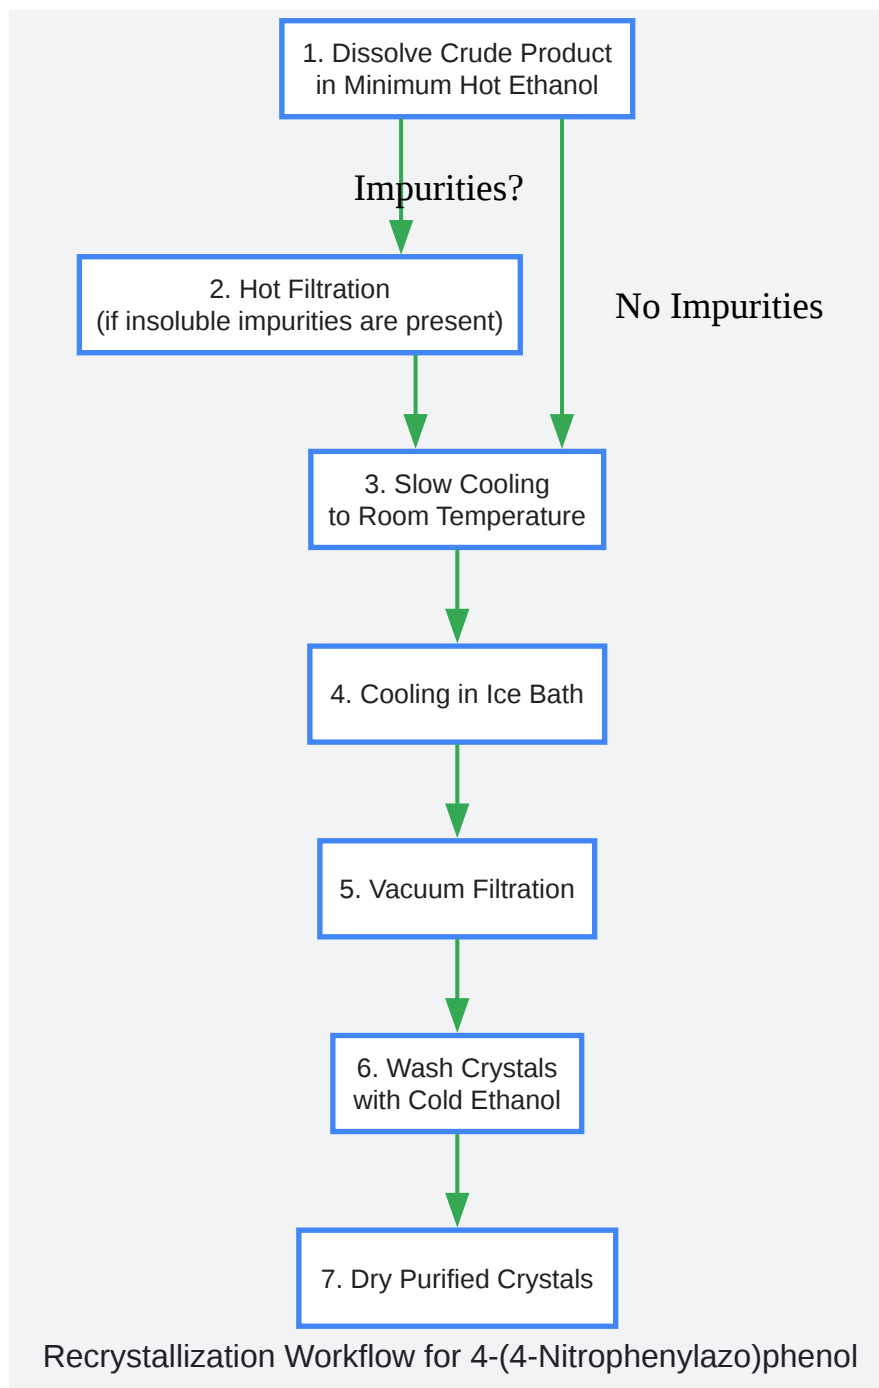 1. Dissolve Crude Product
in Minimum Hot Ethanol
Impurities?
2. Hot Filtration
(if insoluble impurities are present)
No Impurities
3. Slow Cooling
to Room Temperature
4. Cooling in Ice Bath
5. Vacuum Filtration
6. Wash Crystals
with Cold Ethanol
7. Dry Purified Crystals
Recrystallization Workflow for 4-(4-Nitrophenylazo)phenol